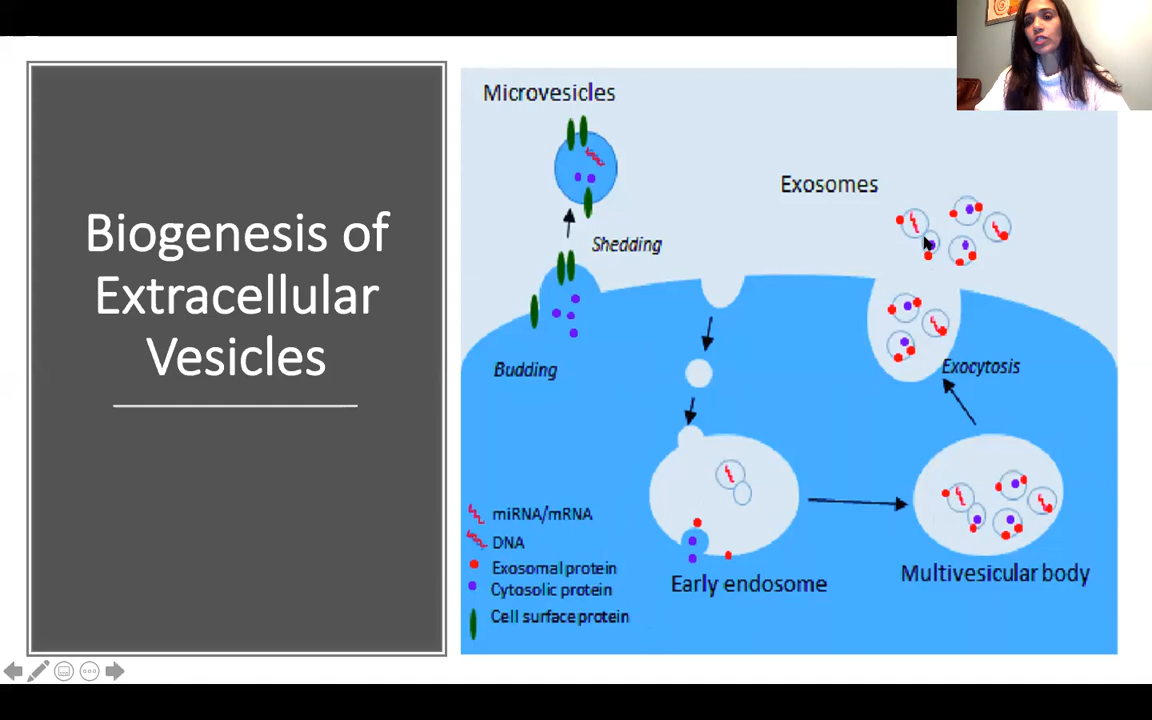 Biogenesis of
Extracellular
Vesicles
Microvesicles
Exosomes
Shedding
Budding
Exocytosis
miRNA/mRNA
DNA
Exosomal protein
Cytosolic protein
Cell surface protein
Early endosome
Multivesicular body